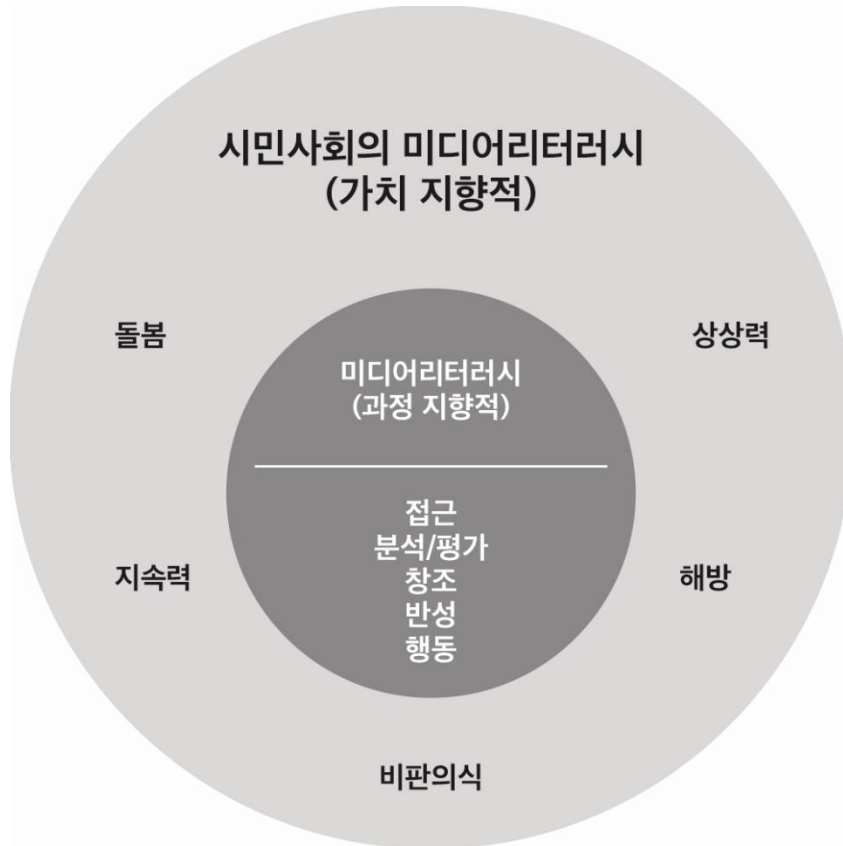 시민사회의 미디어리터러시
(가치 지향적)
돌봄
상상력
미디어리터러시
(과정 지향적)
접근
분석/평가
창조
반성
행동
지속력
해방
비판의식